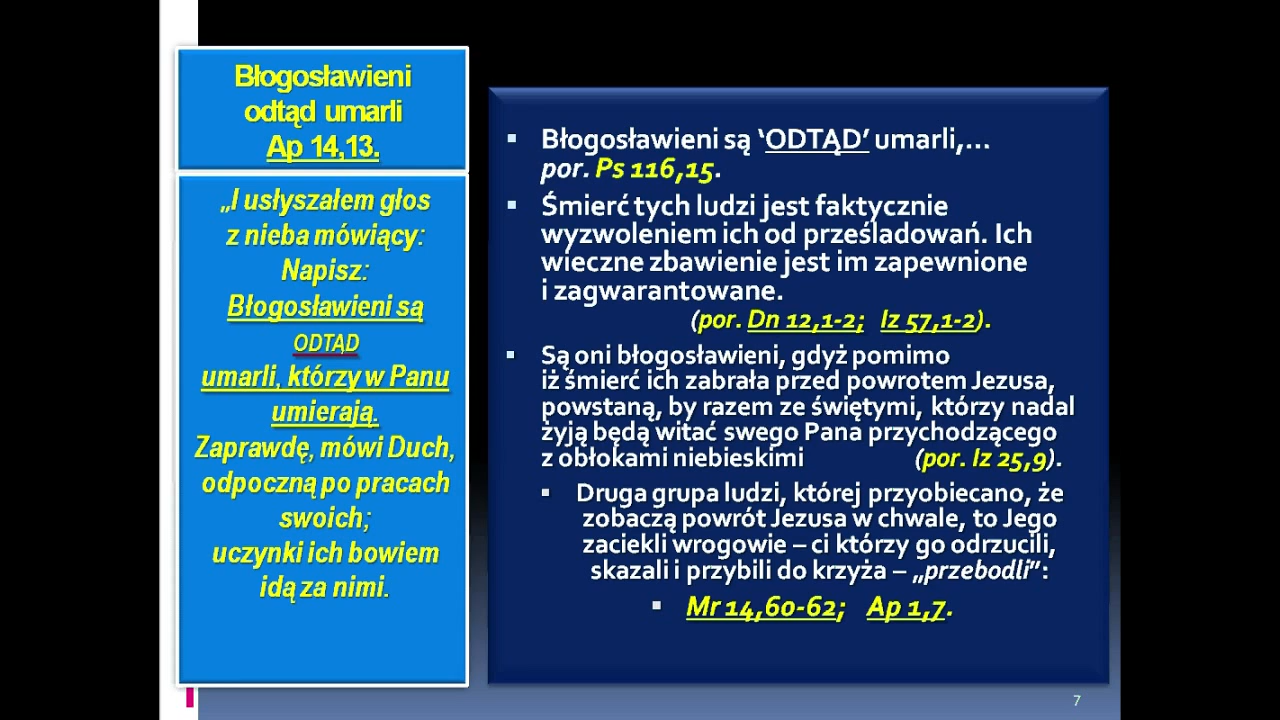 Błogosławieni
odtąd umarli
Ap 14,13.
„I usłyszałem głos
z nieba mówiący:
Napisz:
Błogosławieni są
ODTĄD
umarli, którzy w Panu
umierają.
Zaprawdę, mówi Duch,
odpoczną po pracach
swoich;
uczynki ich bowiem
idą za nimi.
▪ Błogosławieni są ‘ODTĄD’ umarli,...
por. Ps 116,15.
▪ Śmierć tych ludzi jest faktycznie
wyzwoleniem ich od prześladowań. Ich
wieczne zbawienie jest im zapewnione
i zagwarantowane.
(por. Dn 12,1-2; Iz 57,1-2).
▪ Są oni błogosławieni, gdyż pomimo
iż śmierć ich zabrała przed powrotem Jezusa,
powstaną, by razem ze świętymi, którzy nadal
żyją będą witać swego Pana przychodzącego
z obłokami niebieskimi (por. Iz 25,9).
▪ Druga grupa ludzi, której przyobiecano, że
zobaczą powrót Jezusa w chwale, to Jego
zaciekli wrogowie – ci którzy go odrzucili,
skazali i przybili do krzyża – „przebodli”:
▪ Mr 14,60-62; Ap 1,7.
7